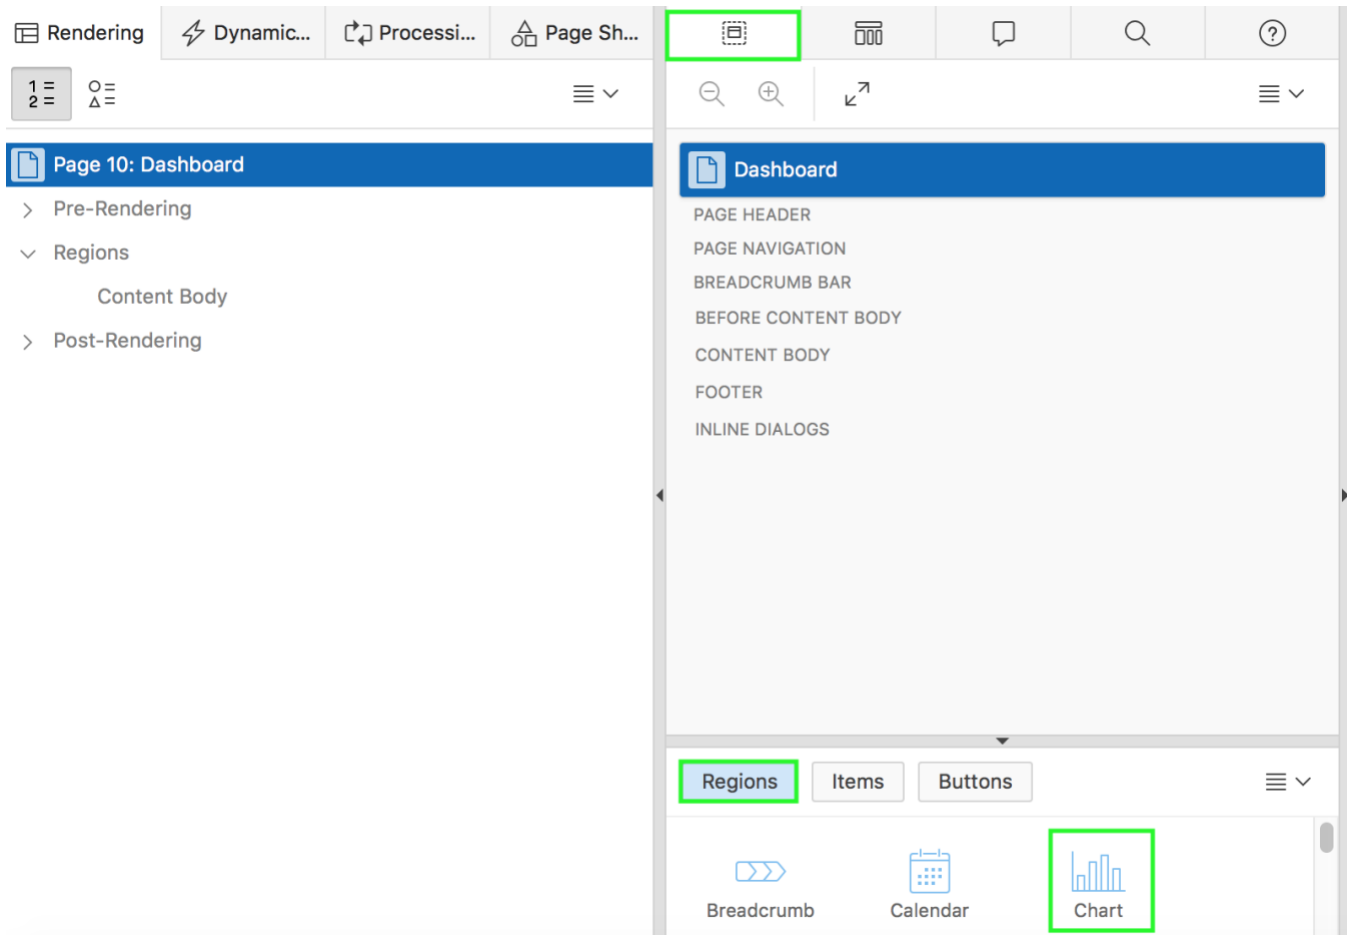 Rendering
Dynamic...
Processi...
Page Sh...
Page 10: Dashboard
Pre-Rendering
Regions
Content Body
Post-Rendering
Dashboard
PAGE HEADER
PAGE NAVIGATION
BREADCRUMB BAR
BEFORE CONTENT BODY
CONTENT BODY
FOOTER
INLINE DIALOGS
Regions
Items
Buttons
Breadcrumb
Calendar
Chart